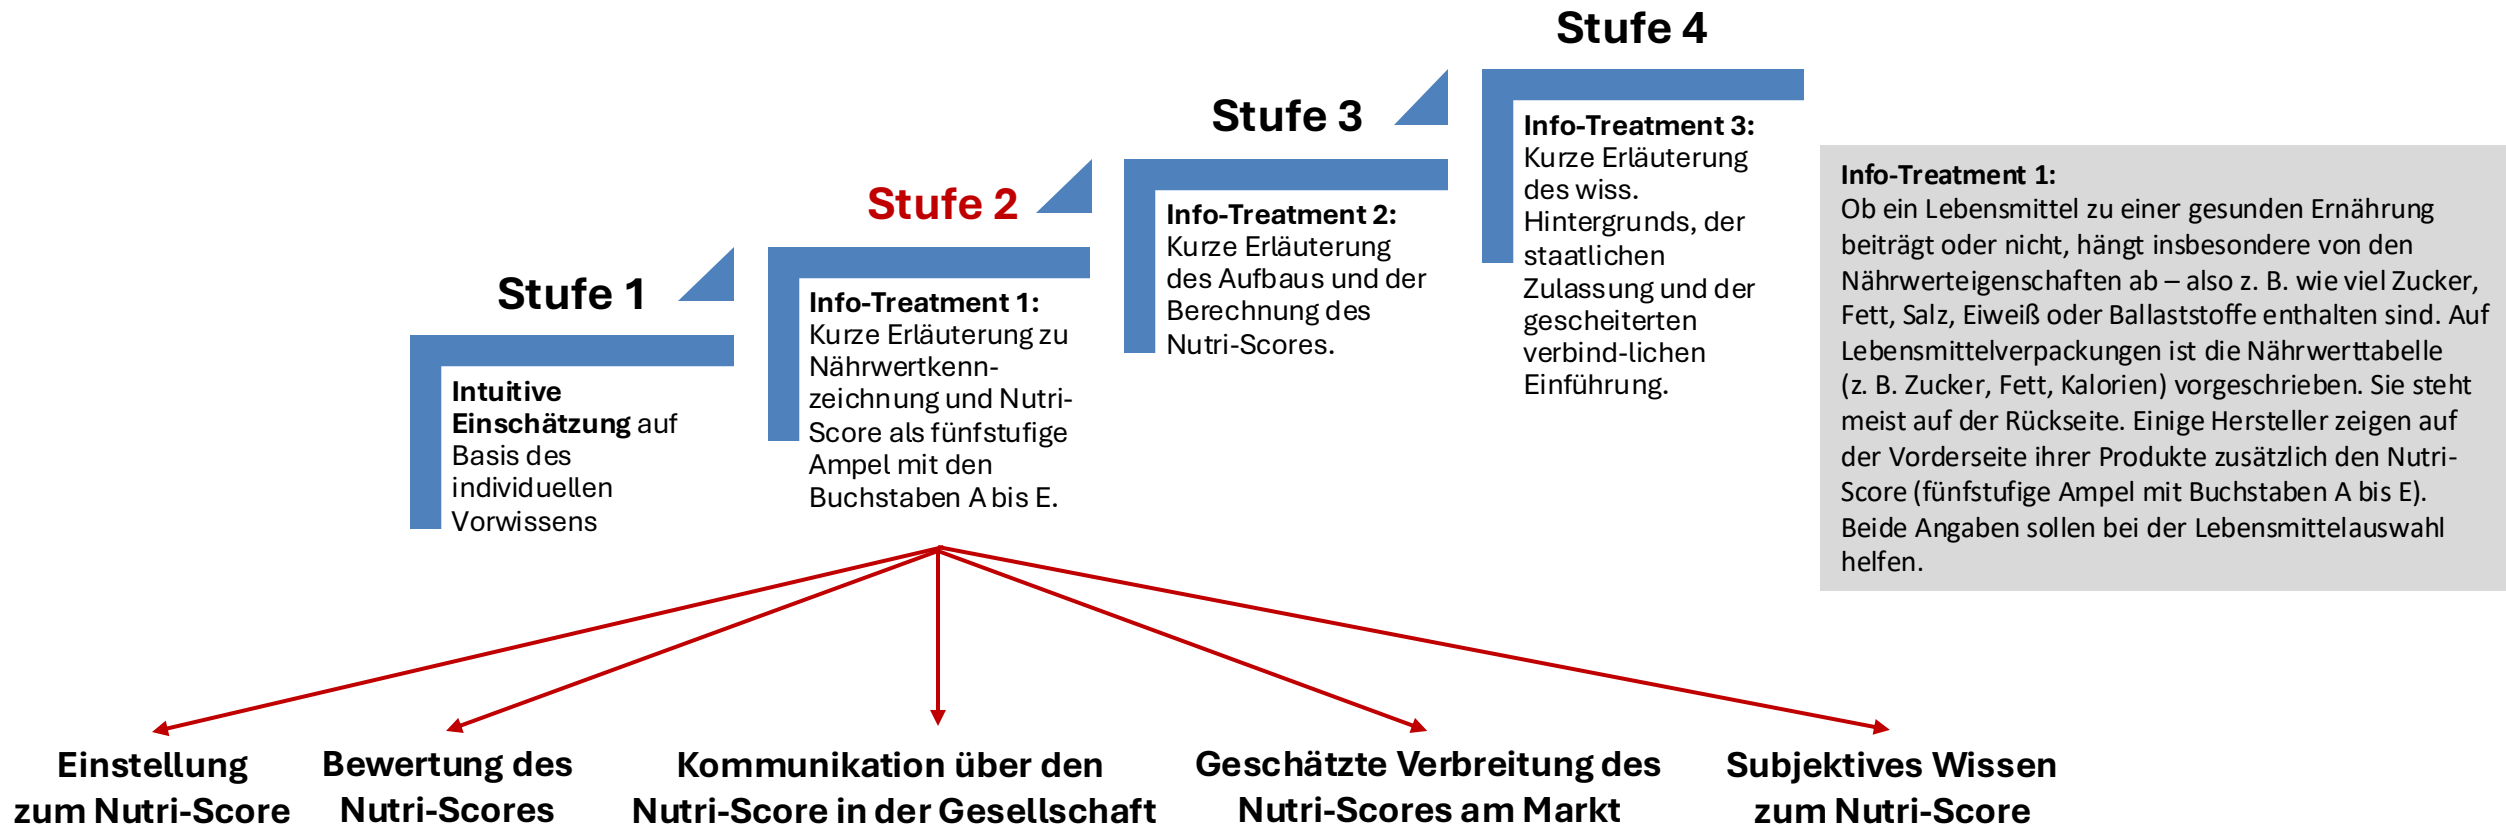 Stufe 1
Intuitive
Einschätzung auf
Basis des
individuellen
Vorwissens
Stufe 2
Info-Treatment 1:
Kurze Erläuterung zu
Nährwertkenn-
zeichnung und Nutri-
Score als fünfstufige
Ampel mit den
Buchstaben A bis E.
Stufe 3
Info-Treatment 2:
Kurze Erläuterung
des Aufbaus und der
Berechnung des
Nutri-Scores.
Stufe 4
Info-Treatment 3:
Kurze Erläuterung
des wiss.
Hintergrunds, der
staatlichen
Zulassung und der
gescheiterten
verbind-lichen
Einführung.
Info-Treatment 1:
Ob ein Lebensmittel zu einer gesunden Ernährung
beiträgt oder nicht, hängt insbesondere von den
Nährwerteigenschaften ab – also z. B. wie viel Zucker,
Fett, Salz, Eiweiß oder Ballaststoffe enthalten sind. Auf
Lebensmittelverpackungen ist die Nährwerttabelle
(z. B. Zucker, Fett, Kalorien) vorgeschrieben. Sie steht
meist auf der Rückseite. Einige Hersteller zeigen auf
der Vorderseite ihrer Produkte zusätzlich den Nutri-
Score (fünfstufige Ampel mit Buchstaben A bis E).
Beide Angaben sollen bei der Lebensmittelauswahl
helfen.
Einstellung
zum Nutri-Score
Bewertung des
Nutri-Scores
Kommunikation über den
Nutri-Score in der Gesellschaft
Geschätzte Verbreitung des
Nutri-Scores am Markt
Subjektives Wissen
zum Nutri-Score